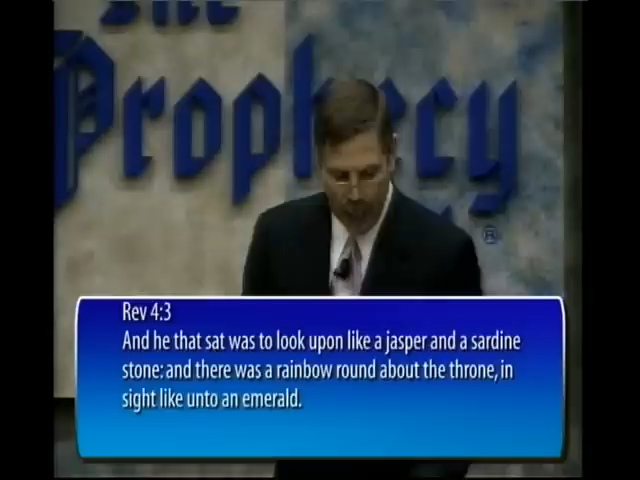 The
Prophecy
®
Rev 4:3
And he that sat was to look upon like a jasper and a sardine
stone: and there was a rainbow round about the throne, in
sight like unto an emerald.